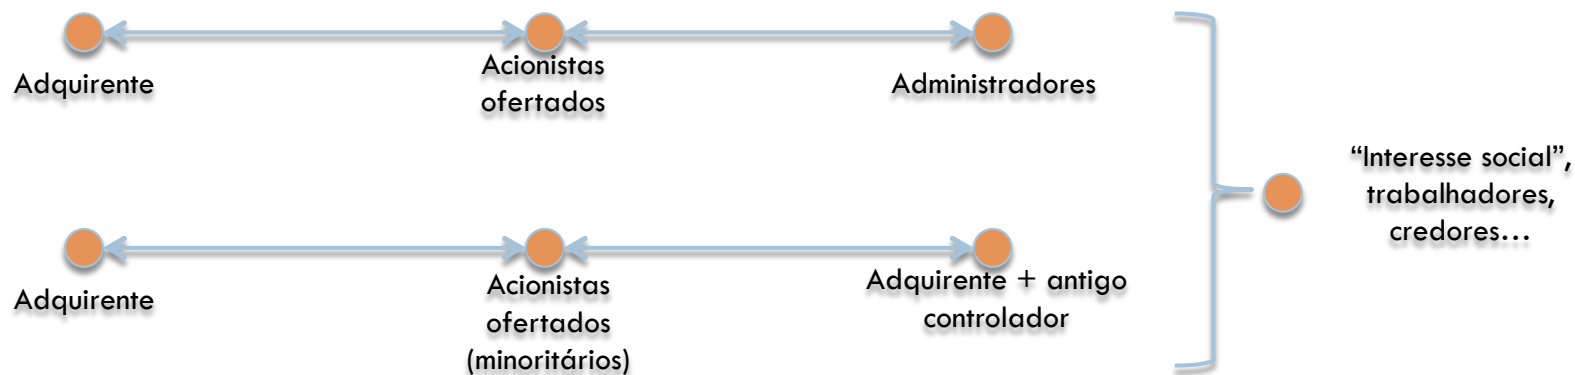 Adquirente
Acionistas
ofertados
Administradores
“Interesse social”,
trabalhadores,
credores…
Adquirente
Acionistas
ofertados
(minoritários)
Adquirente + antigo
controlador